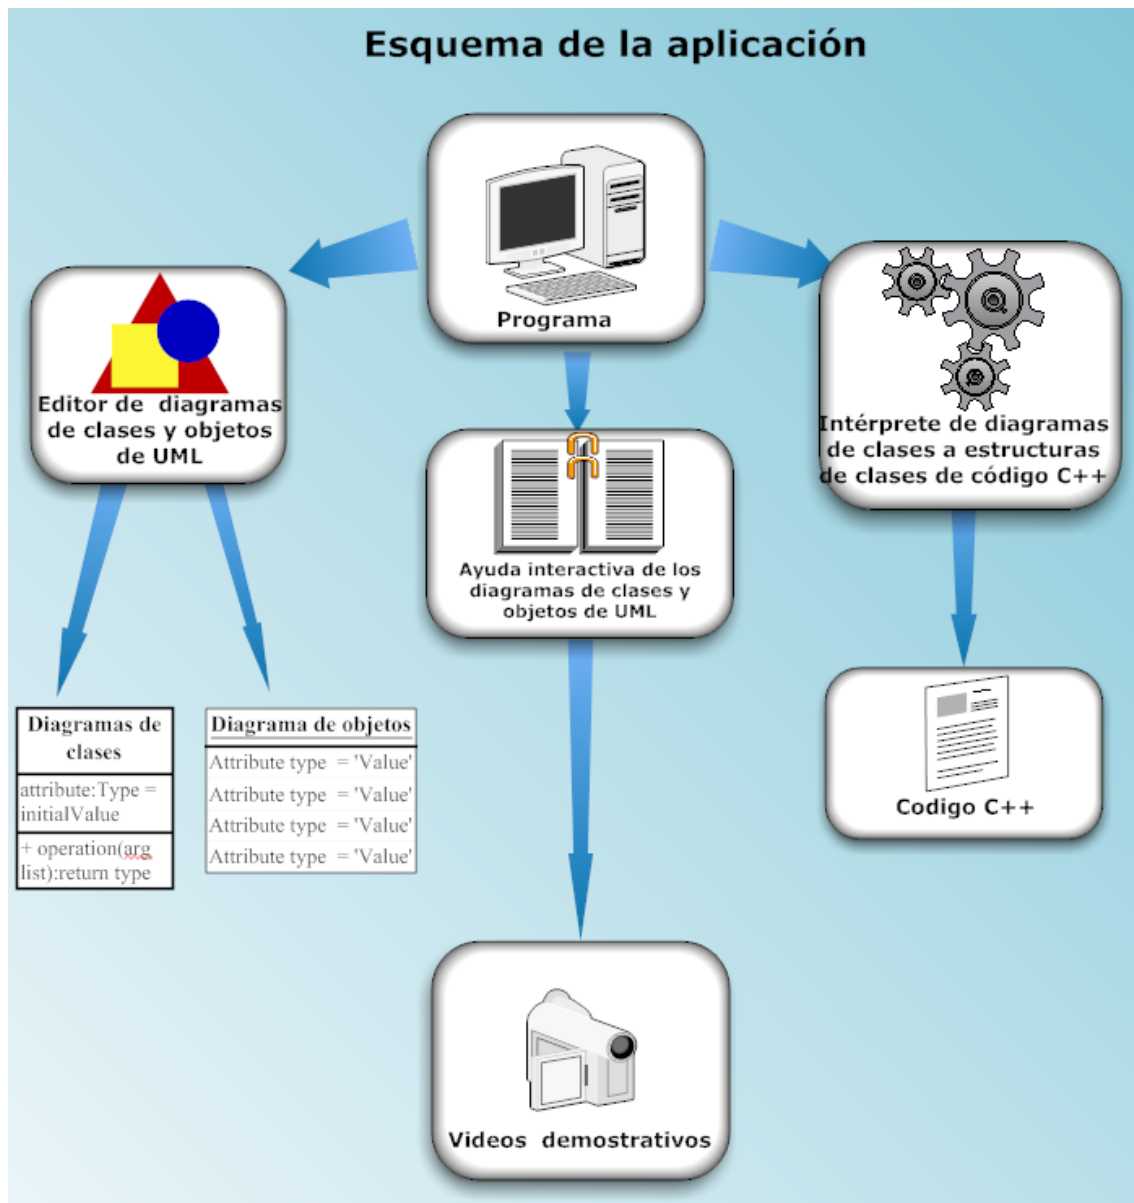 Esquema de la aplicación
Programa
Editor de diagramas
de clases y objetos
de UML
Intérprete de diagramas
de clases a estructuras
de clases de código C++
Ayuda interactiva de los
diagramas de clases y
objetos de UML
Diagramas de
clases
attribute:Type =
initialValue
+ operation(arg
list):return type
Diagrama de objetos
Attribute type = 'Value'
Attribute type = 'Value'
Attribute type = 'Value'
Attribute type = 'Value'
Codigo C++
Videos demostrativos